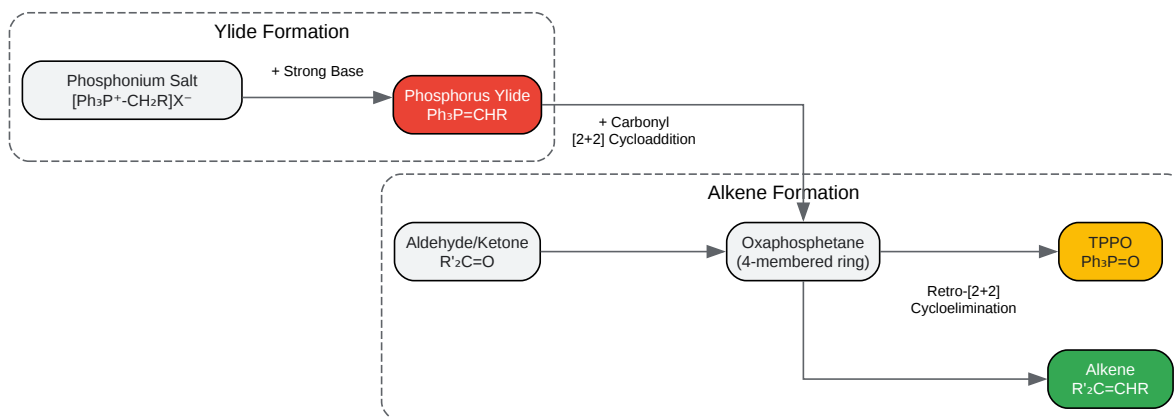 Ylide Formation
Phosphonium Salt
[Ph₃P⁺-CH₂R]X⁻
+ Strong Base
Phosphorus Ylide
Ph₃P=CHR
+ Carbonyl
[2+2] Cycloaddition
Alkene Formation
Aldehyde/Ketone
R'₂C=O
Oxaphosphetane
(4-membered ring)
TPPO
Ph₃P=O
Retro-[2+2]
Cycloelimination
Alkene
R'₂C=CHR